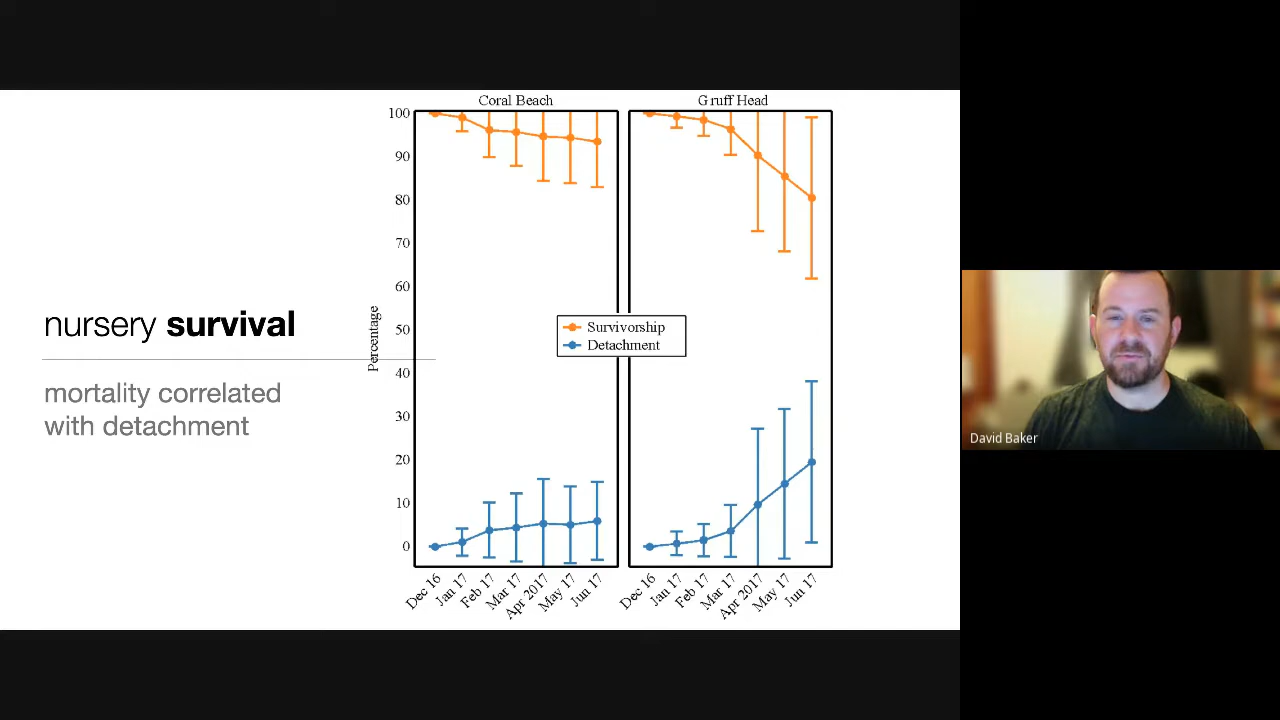 nursery survival
mortality correlated
with detachment
Coral Beach
Gruff Head
Percentage
100
90
80
70
60
50
40
30
20
10
0
Survivorship
Detachment
Dec 16
Jan 17
Feb 17
Mar 17
Apr 2017
May 17
Jun 17
Dec 16
Jan 17
Feb 17
Mar 17
Apr 2017
May 17
Jun 17
David Baker